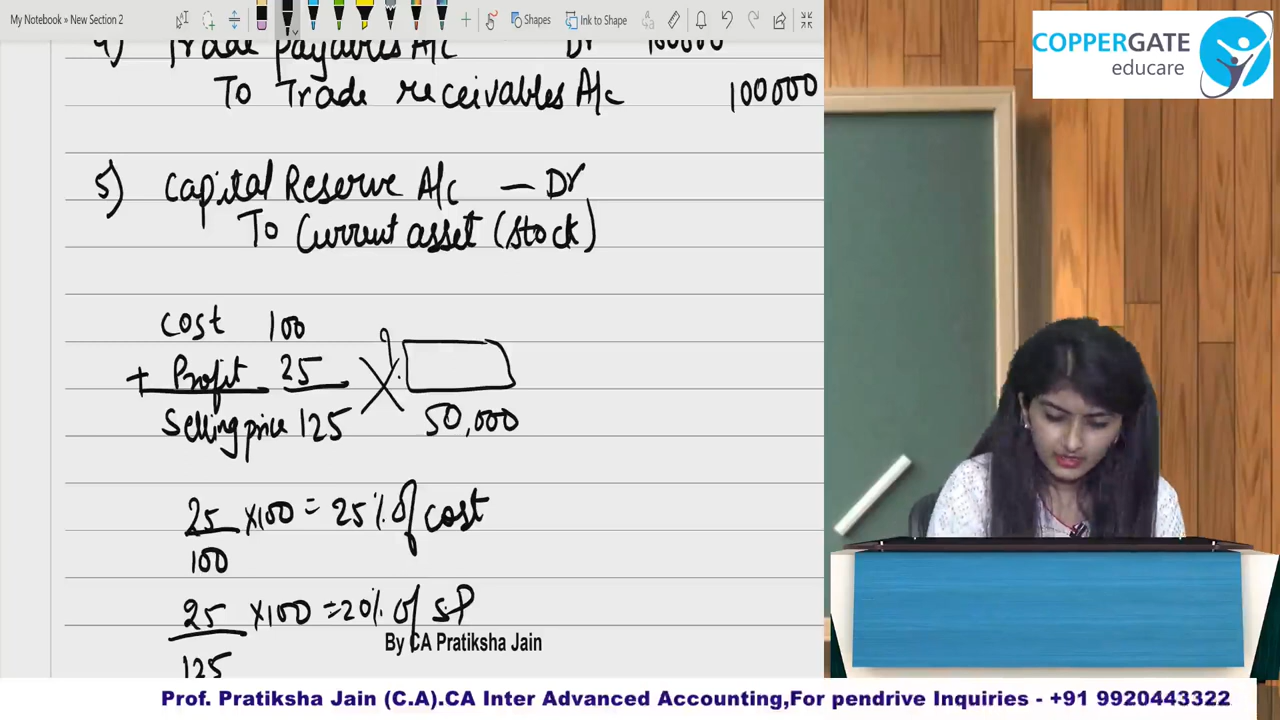 My Notebook » New Section 2
Shapes
Ink to Shape
COPPERGATE
educare
4) Trade payables A/c Dr 100000
To Trade receivables A/c 100000
5) Capital Reserve A/c — Dr
To Current asset (stock)
Cost 100
+ Profit 25
Selling price 125 50,000
25/100 ×100 = 25% of cost
25/125 ×100 = 20% of S.P
By CA Pratiksha Jain
Prof. Pratiksha Jain (C.A).CA Inter Advanced Accounting,For pendrive Inquiries - +91 9920443322